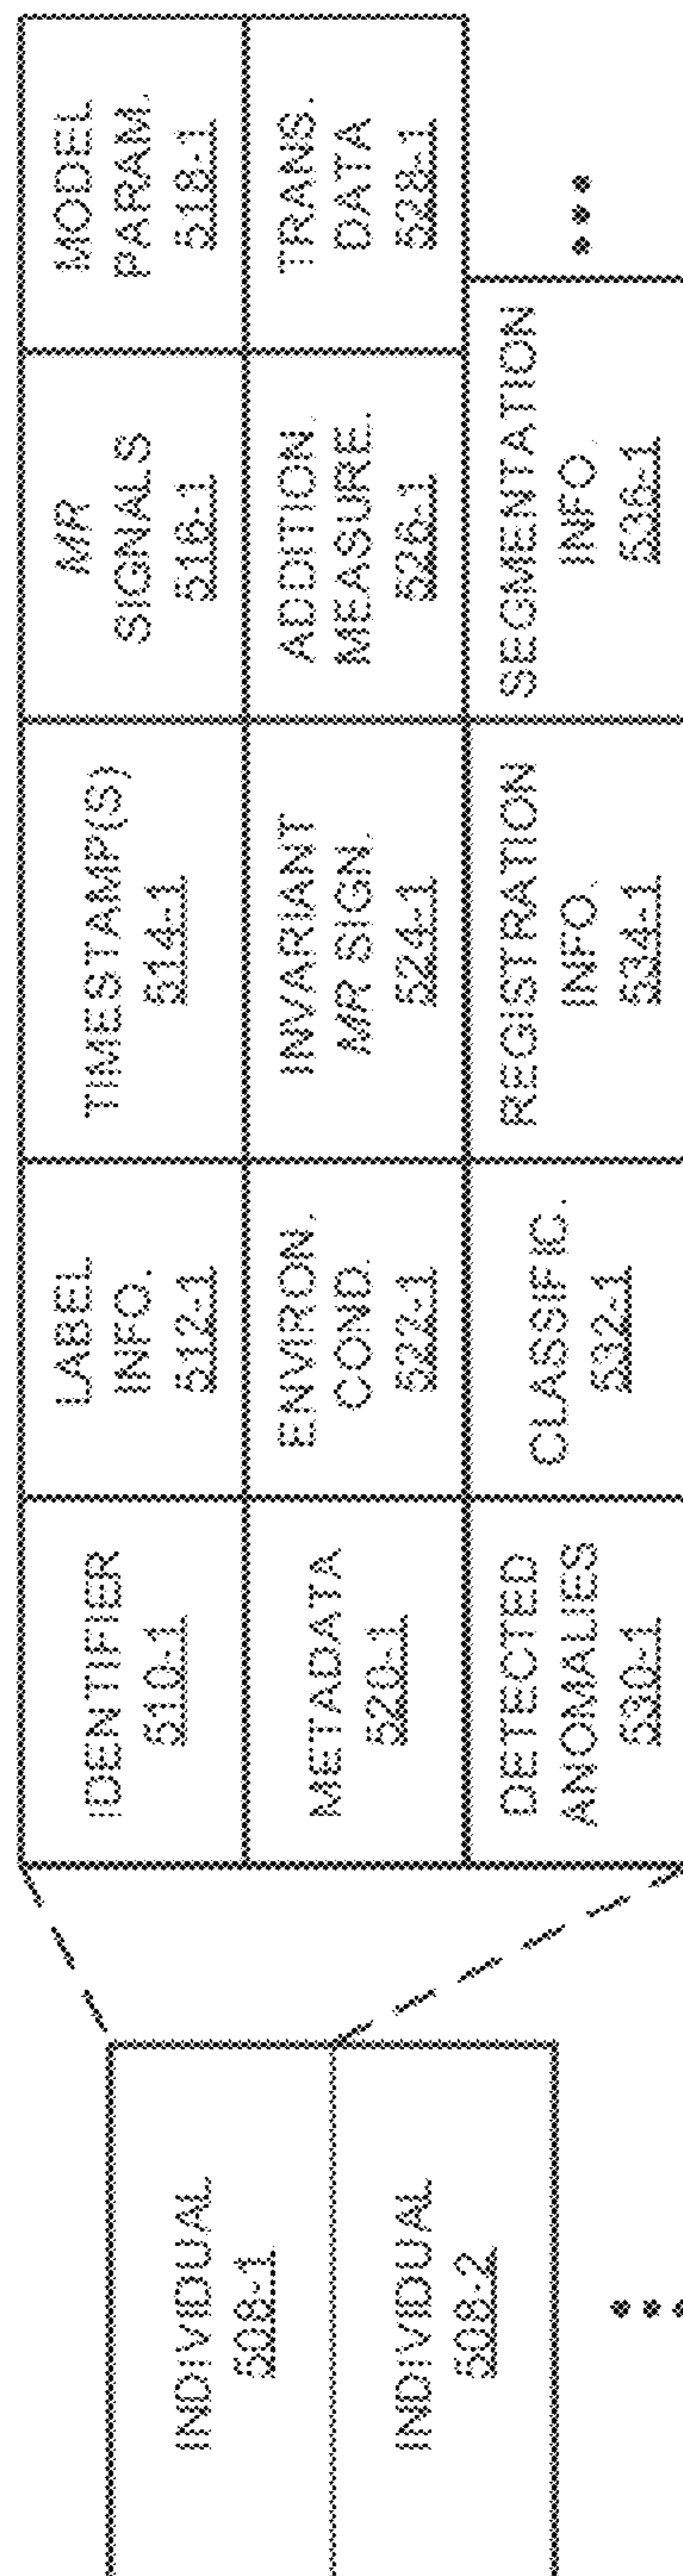 INDIVIDUAL
508-1
INDIVIDUAL
508-2
IDENTIFIER
510-1
LABEL
INFO.
512-1
TIMESTAMP(S)
514-1
MR
SIGNALS
516-1
MODEL
PARAM.
518-1
METADATA
520-1
ENVIRON.
COND.
522-1
INVARIANT
MR SIGN.
524-1
ADDITION.
MEASURE.
526-1
TRANS.
DATA
528-1
DETECTED
ANOMALIES
530-1
CLASSIFIC.
532-1
REGISTRATION
INFO.
534-1
SEGMENTATION
INFO.
536-1